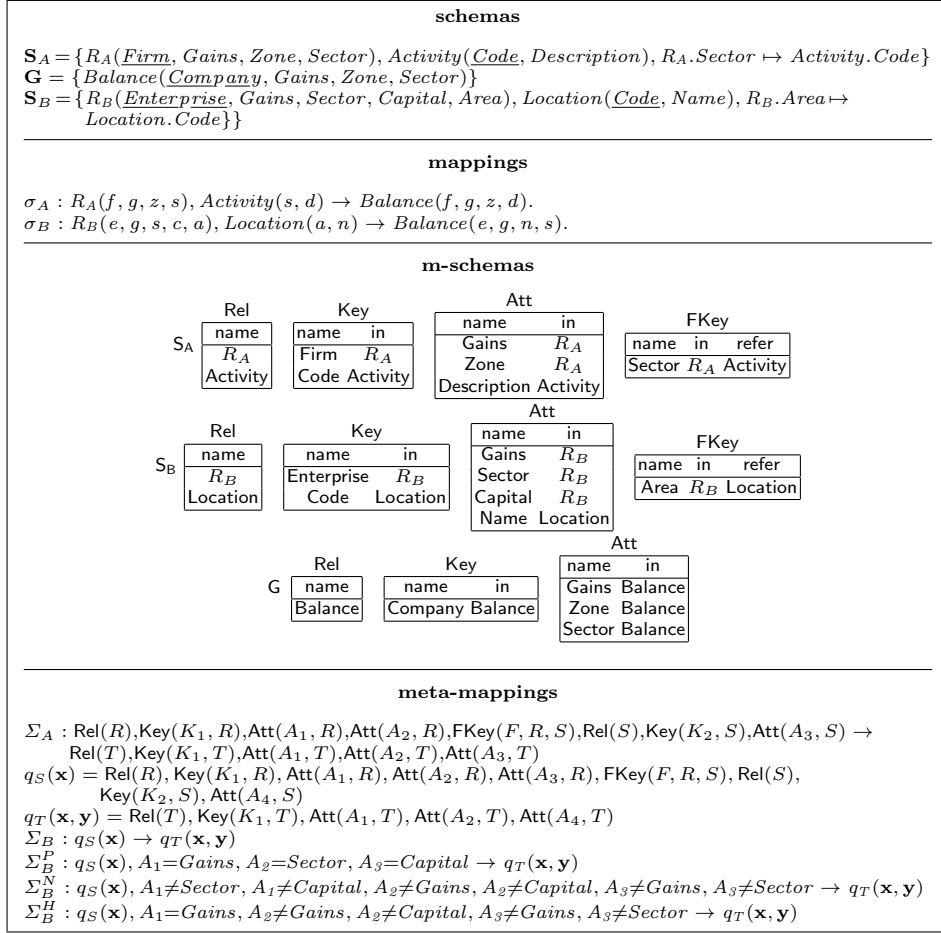 schemas
S_A = {R_A(Firm, Gains, Zone, Sector), Activity(Code, Description), R_A.Sector ↦ Activity.Code}
G = {Balance(Company, Gains, Zone, Sector)}
S_B = {R_B(Enterprise, Gains, Sector, Capital, Area), Location(Code, Name), R_B.Area ↦
Location.Code}}
mappings
σ_A : R_A(f, g, z, s), Activity(s, d) → Balance(f, g, z, d).
σ_B : R_B(e, g, s, c, a), Location(a, n) → Balance(e, g, n, s).
m-schemas
Rel Key Att FKey
name name in name in name in refer
S_A R_A Firm R_A Gains R_A Sector R_A Activity
Activity Code Activity Zone R_A
Description Activity
Rel Key Att FKey
name name in name in name in refer
S_B R_B Enterprise R_B Gains R_B Area R_B Location
Location Code Location Sector R_B
Capital R_B
Name Location
Rel Key Att
G name name in name in
Balance Company Balance Gains Balance
Zone Balance
Sector Balance
meta-mappings
Σ_A : Rel(R),Key(K_1, R),Att(A_1, R),Att(A_2, R),FKey(F, R, S),Rel(S),Key(K_2, S),Att(A_3, S) →
Rel(T),Key(K_1, T),Att(A_1, T),Att(A_2, T),Att(A_3, T)
q_S(x) = Rel(R), Key(K_1, R), Att(A_1, R), Att(A_2, R), Att(A_3, R), FKey(F, R, S), Rel(S),
Key(K_2, S), Att(A_4, S)
q_T(x, y) = Rel(T), Key(K_1, T), Att(A_1, T), Att(A_2, T), Att(A_4, T)
Σ_B : q_S(x) → q_T(x, y)
Σ_B^P : q_S(x), A_1=Gains, A_2=Sector, A_3=Capital → q_T(x, y)
Σ_B^N : q_S(x), A_1≠Sector, A_1≠Capital, A_2≠Gains, A_2≠Capital, A_3≠Gains, A_3≠Sector → q_T(x, y)
Σ_B^H : q_S(x), A_1=Gains, A_2≠Gains, A_2≠Capital, A_3≠Gains, A_3≠Sector → q_T(x, y)